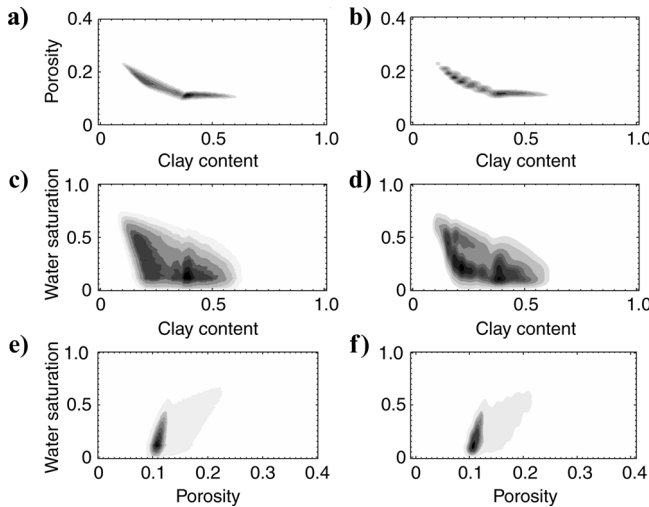 a) b)
Porosity
0.4 0.4
0.2 0.2
0 0
0 0.5 1.0 0 0.5 1.0
Clay content Clay content
c) d)
Water saturation
1.0 1.0
0.5 0.5
0 0
0 0.5 1.0 0 0.5 1.0
Clay content Clay content
e) f)
Water saturation
1.0 1.0
0.5 0.5
0 0
0 0.1 0.2 0.3 0.4 0 0.1 0.2 0.3 0.4
Porosity Porosity